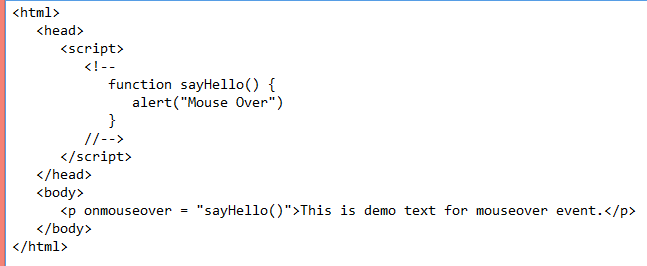 <html>
<head>
<script>
<!--
function sayHello() {
alert("Mouse Over")
}
//-->
</script>
</head>
<body>
<p onmouseover = "sayHello()">This is demo text for mouseover event.</p>
</body>
</html>